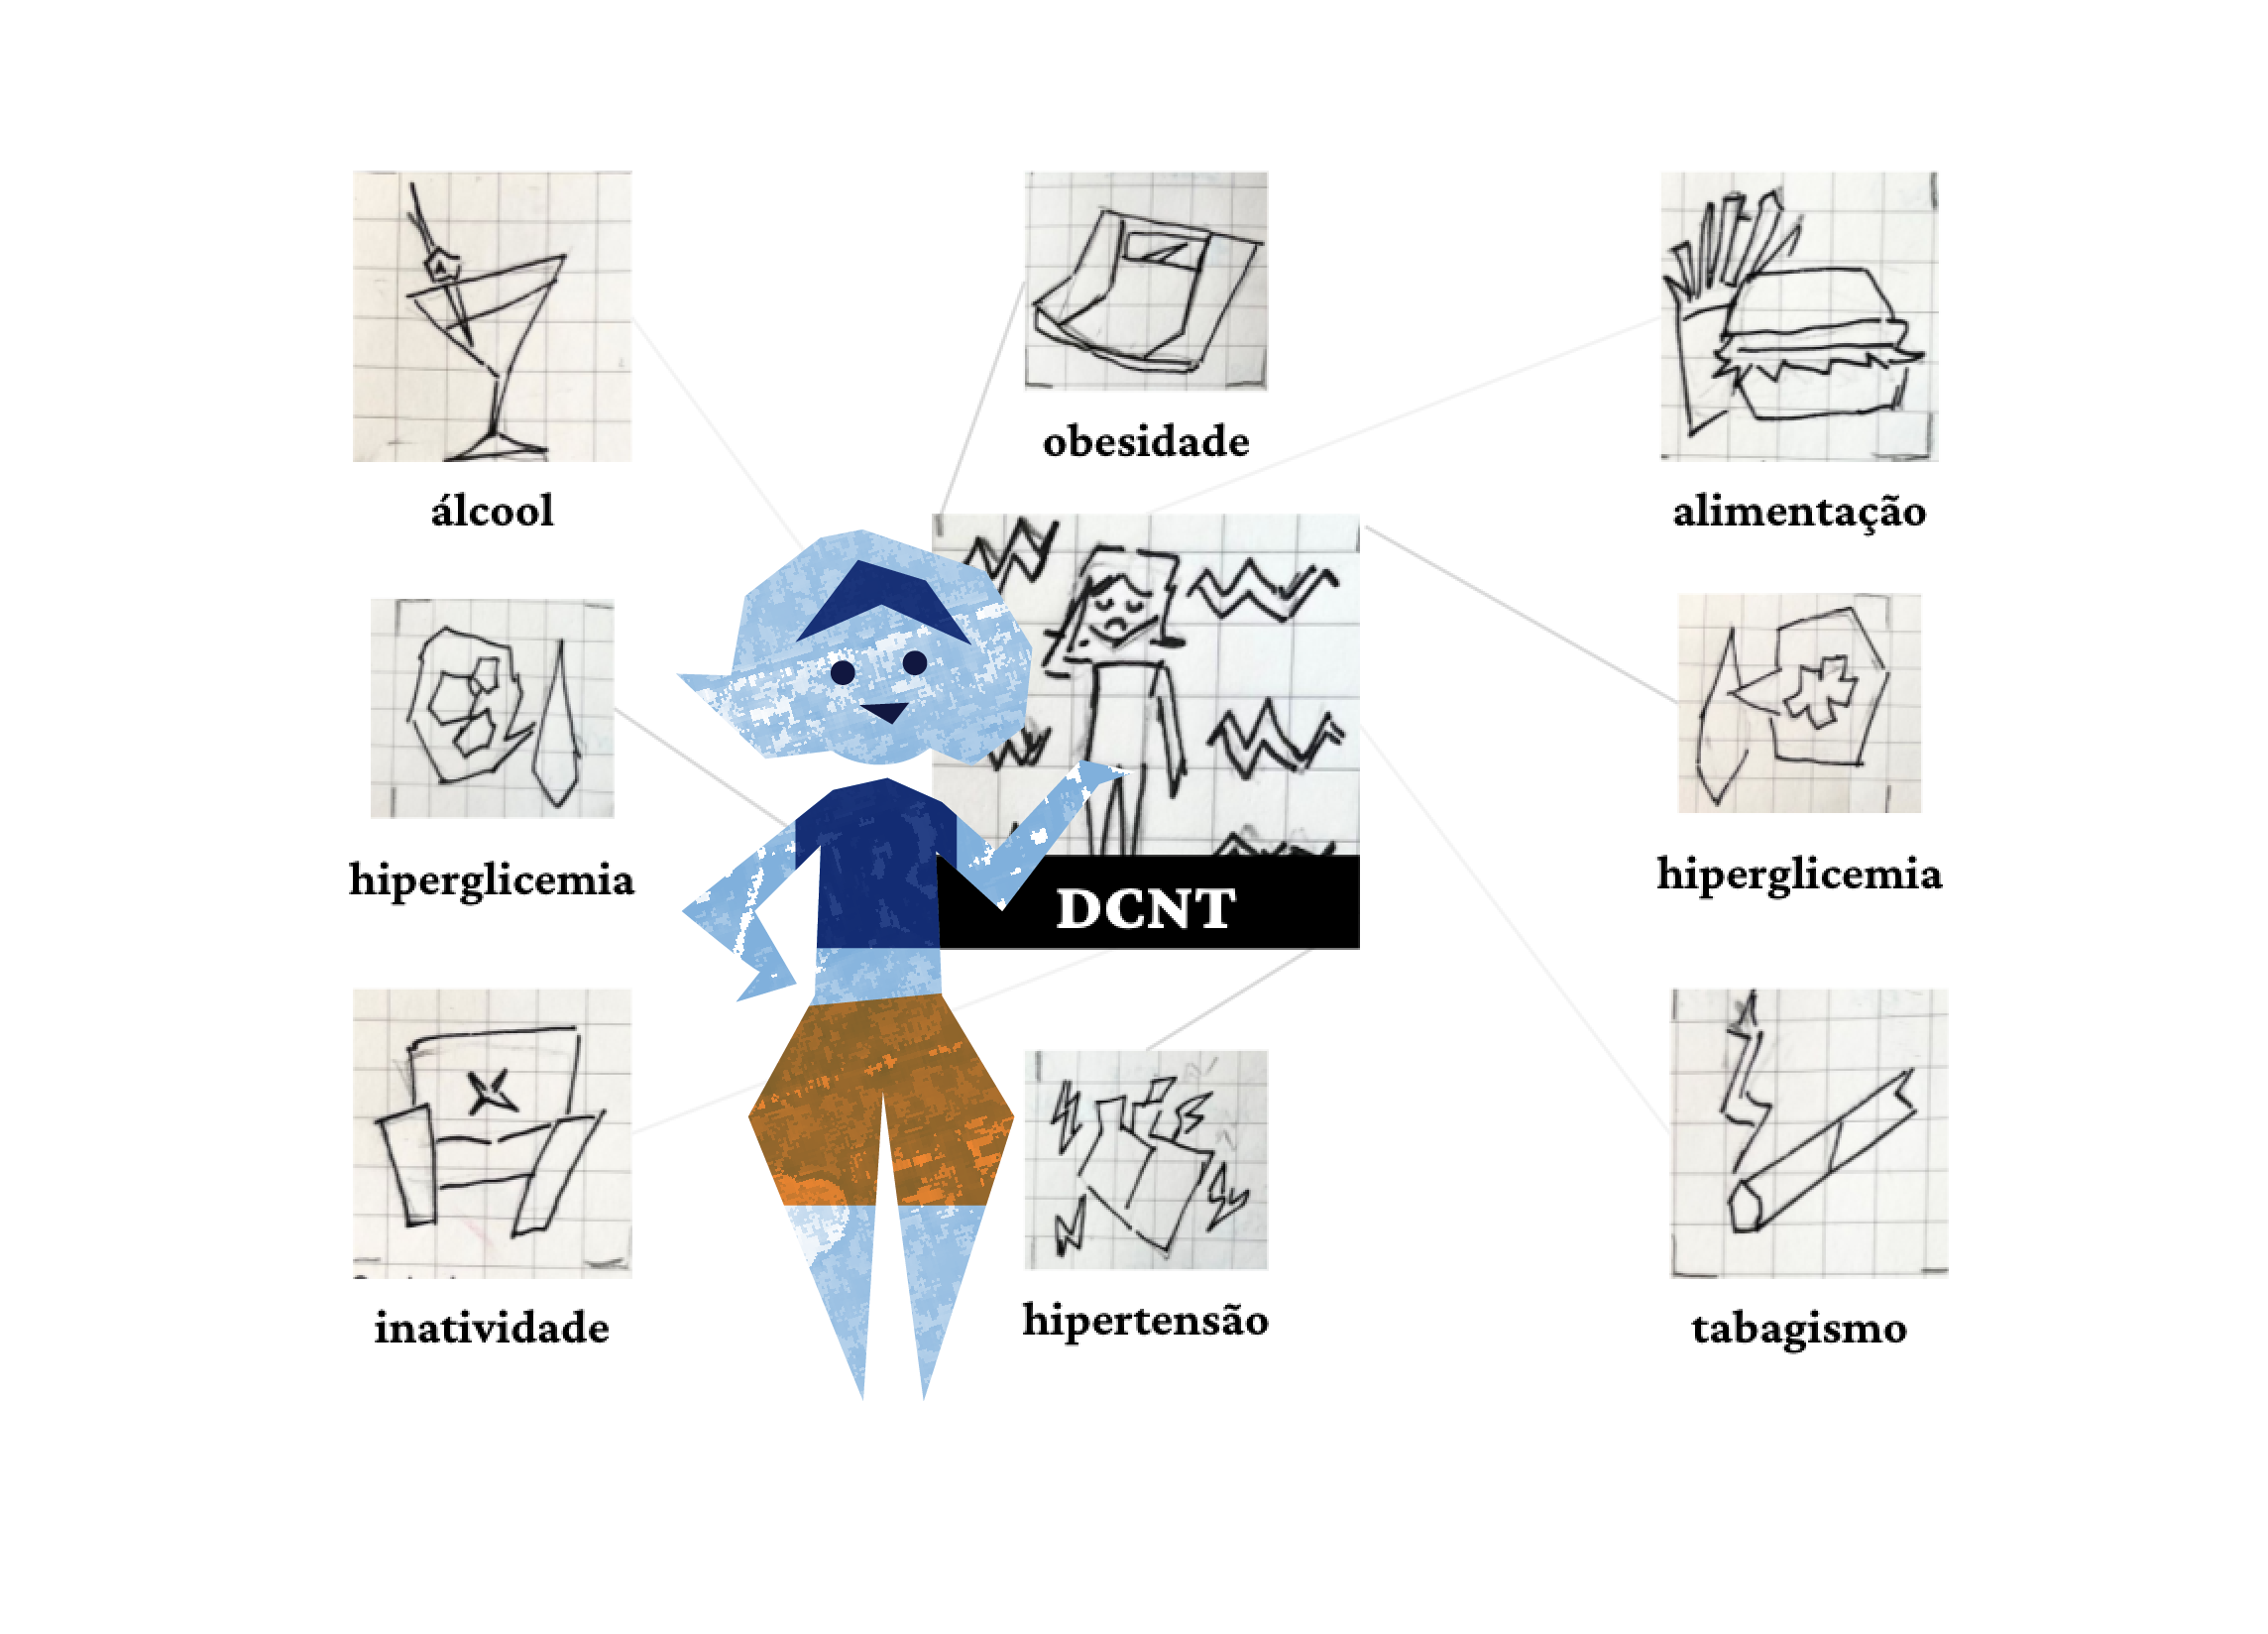 obesidade
álcool
alimentação
hiperglicemia
DCNT
hiperglicemia
inatividade
hipertensão
tabagismo